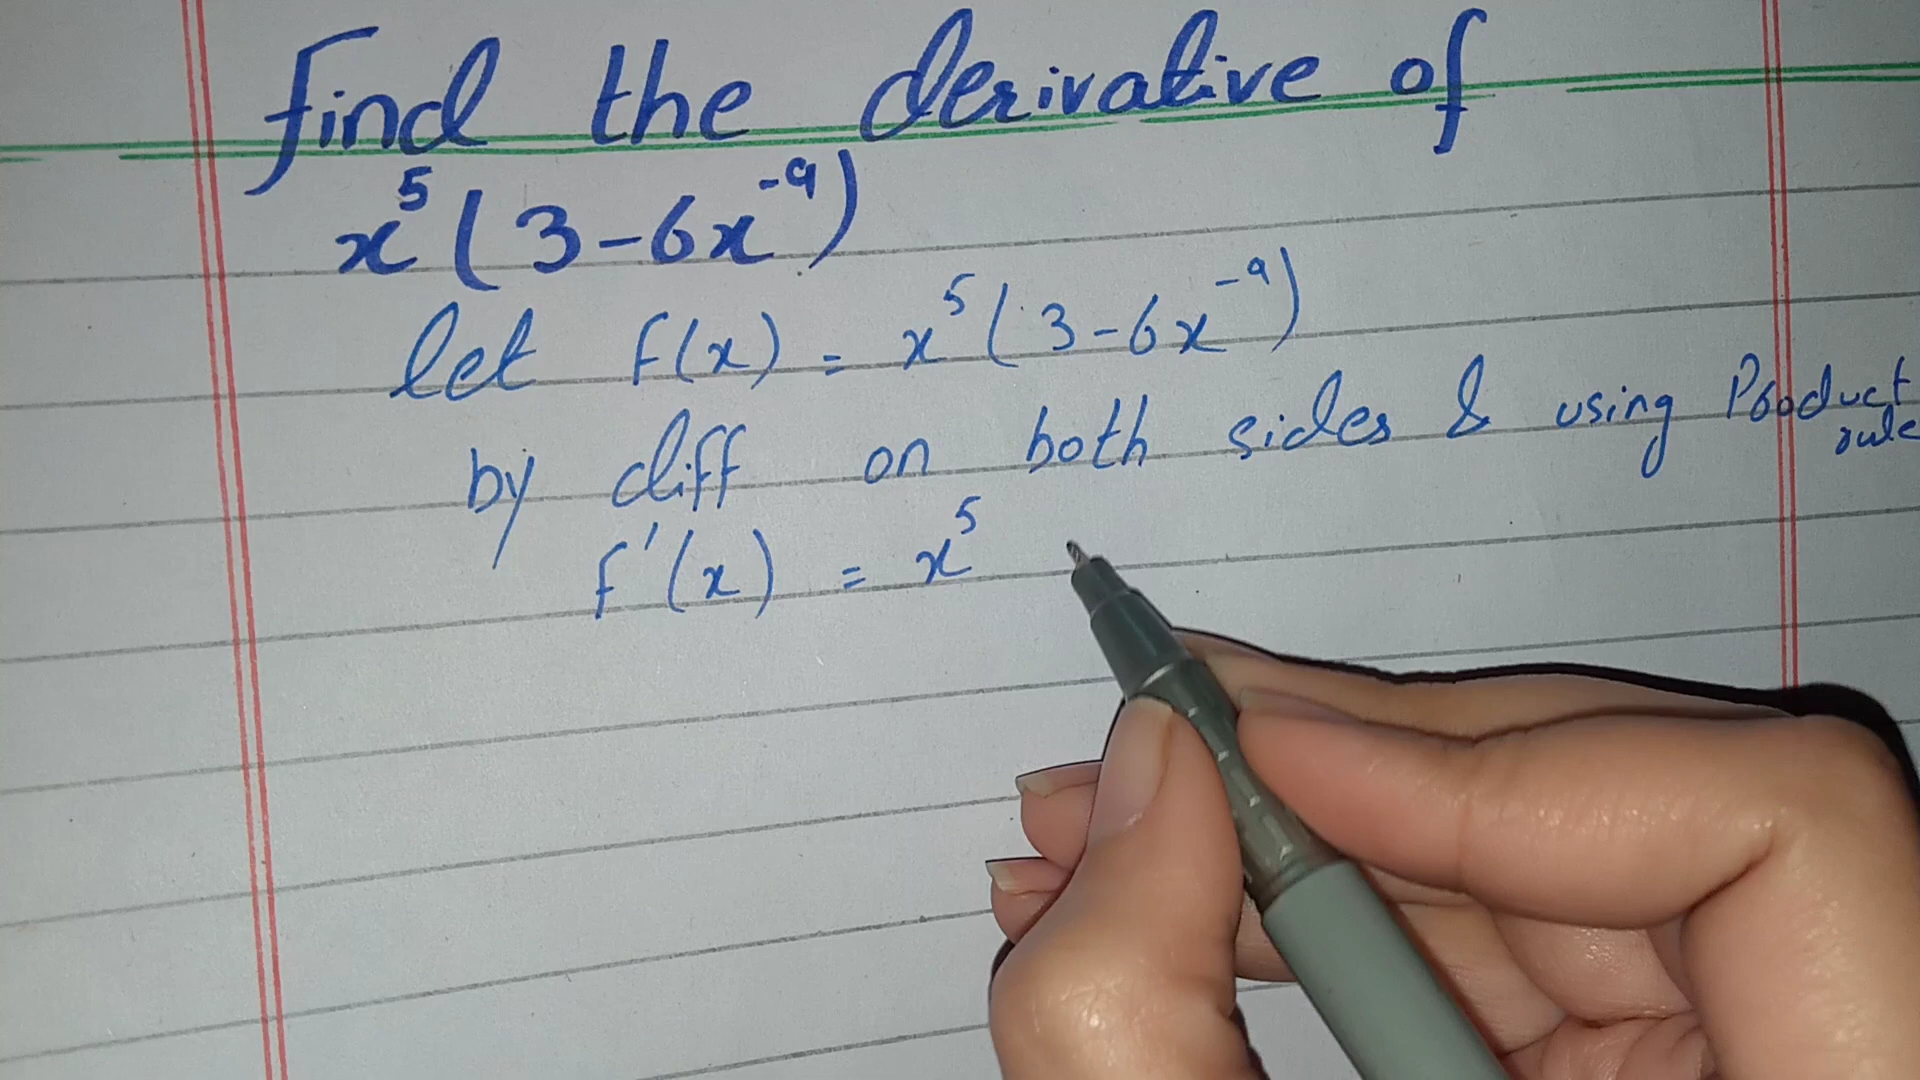 find the derivative of
x⁵(3-6x⁻⁹)
let f(x) = x⁵(3-6x⁻⁹)
by diff on both sides & using Product rule
f'(x) = x⁵